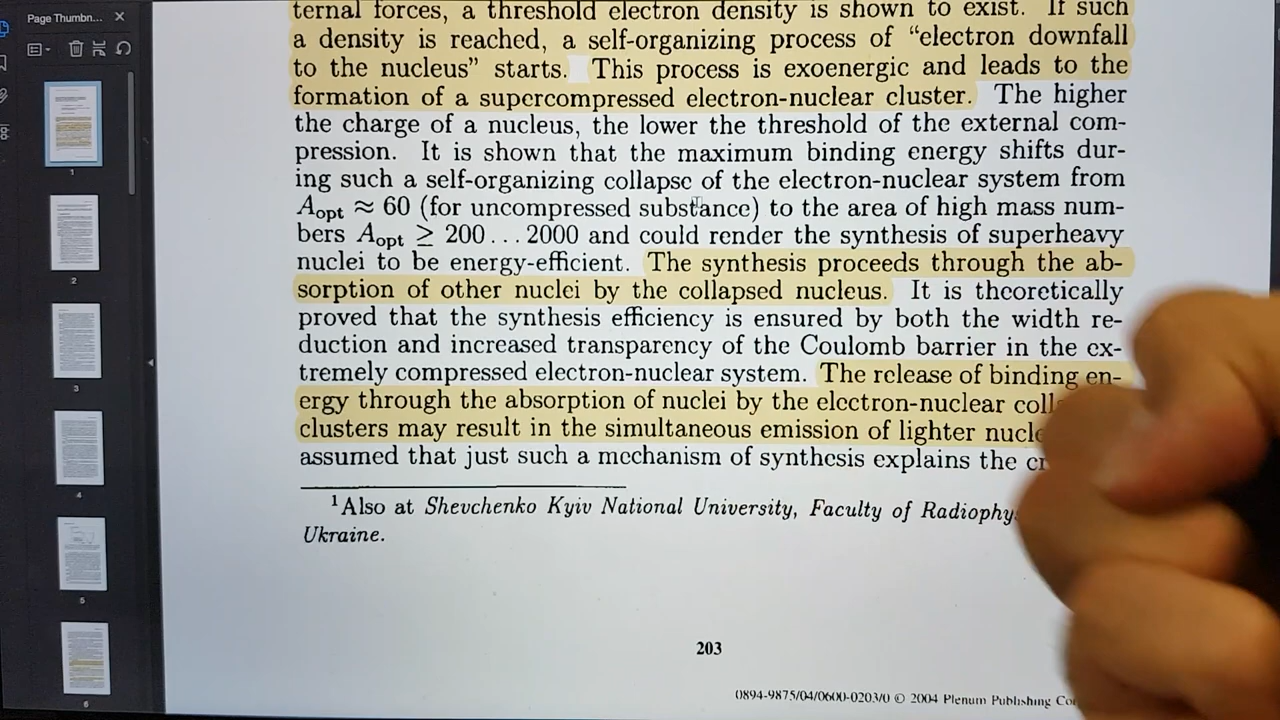 Page Thumbn...
ternal forces, a threshold electron density is shown to exist. If such
a density is reached, a self-organizing process of “electron downfall
to the nucleus” starts. This process is exoenergic and leads to the
formation of a supercompressed electron-nuclear cluster. The higher
the charge of a nucleus, the lower the threshold of the external com-
pression. It is shown that the maximum binding energy shifts dur-
ing such a self-organizing collapse of the electron-nuclear system from
Aopt ≈ 60 (for uncompressed substance) to the area of high mass num-
bers Aopt ≥ 200 ... 2000 and could render the synthesis of superheavy
nuclei to be energy-efficient. The synthesis proceeds through the ab-
sorption of other nuclei by the collapsed nucleus. It is theoretically
proved that the synthesis efficiency is ensured by both the width re-
duction and increased transparency of the Coulomb barrier in the ex-
tremely compressed electron-nuclear system. The release of binding en-
ergy through the absorption of nuclei by the electron-nuclear
clusters may result in the simultaneous emission of lighter
assumed that just such a mechanism of synthesis explains the
1Also at Shevchenko Kyiv National University, Faculty of
Ukraine.
203
0894-9875/04/0600-0203/0 © 2004 Plenum Publishing
1
2
3
4
5
6